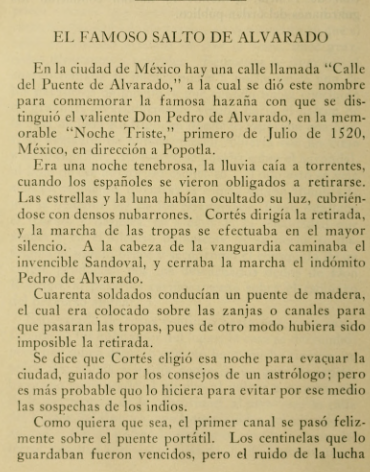 EL FAMOSO SALTO DE ALVARADO
En la ciudad de México hay una calle llamada “Calle
del Puente de Alvarado,” a la cual se dió este nombre
para conmemorar la famosa hazaña con que se dis-
tinguió el valiente Don Pedro de Alvarado, en la mem-
orable “Noche Triste,” primero de Julio de 1520,
México, en dirección a Popotla.
Era una noche tenebrosa, la lluvia caía a torrentes,
cuando los españoles se vieron obligados a retirarse.
Las estrellas y la luna habían ocultado su luz, cubrién-
dose con densos nubarrones. Cortés dirigía la retirada,
y la marcha de las tropas se efectuaba en el mayor
silencio. A la cabeza de la vanguardia caminaba el
invencible Sandoval, y cerraba la marcha el indómito
Pedro de Alvarado.
Cuarenta soldados conducían un puente de madera,
el cual era colocado sobre las zanjas o canales para
que pasaran las tropas, pues de otro modo hubiera sido
imposible la retirada.
Se dice que Cortés eligió esa noche para evacuar la
ciudad, guiado por los consejos de un astrólogo; pero
es más probable quo lo hiciera para evitar por ese medio
las sospechas de los indios.
Como quiera que sea, el primer canal se pasó feliz-
mente sobre el puente portátil. Los centinelas que lo
guardaban fueron vencidos, pero el ruido de la lucha